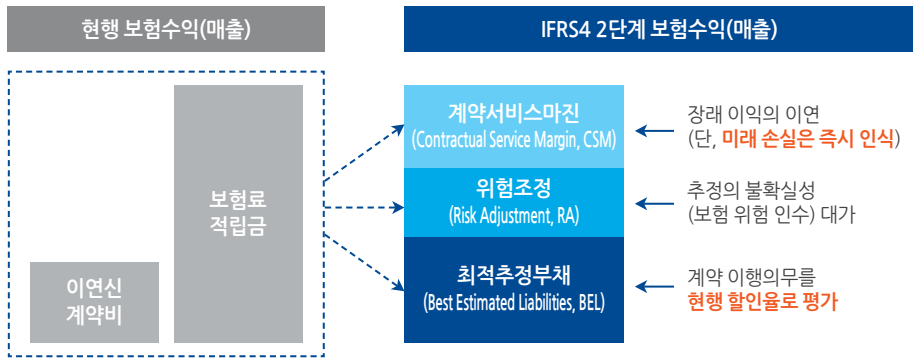 현행 보험수익(매출)
IFRS4 2단계 보험수익(매출)
이연신
계약비
보험료
적립금
계약서비스마진
(Contractual Service Margin, CSM)
장래 이익의 이연
(단, 미래 손실은 즉시 인식)
위험조정
(Risk Adjustment, RA)
추정의 불확실성
(보험 위험 인수) 대가
최적추정부채
(Best Estimated Liabilities, BEL)
계약 이행의무를
현행 할인율로 평가